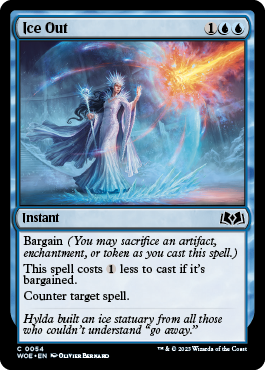 Ice Out
1
Instant
Bargain (You may sacrifice an artifact,
enchantment, or token as you cast this spell.)
This spell costs 1 less to cast if it's
bargained.
Counter target spell.
Hylda built an ice statuary from all those
who couldn't understand "go away."
C 0054
WOE • EN Olivier Bernard
™ & © 2023 Wizards of the Coast